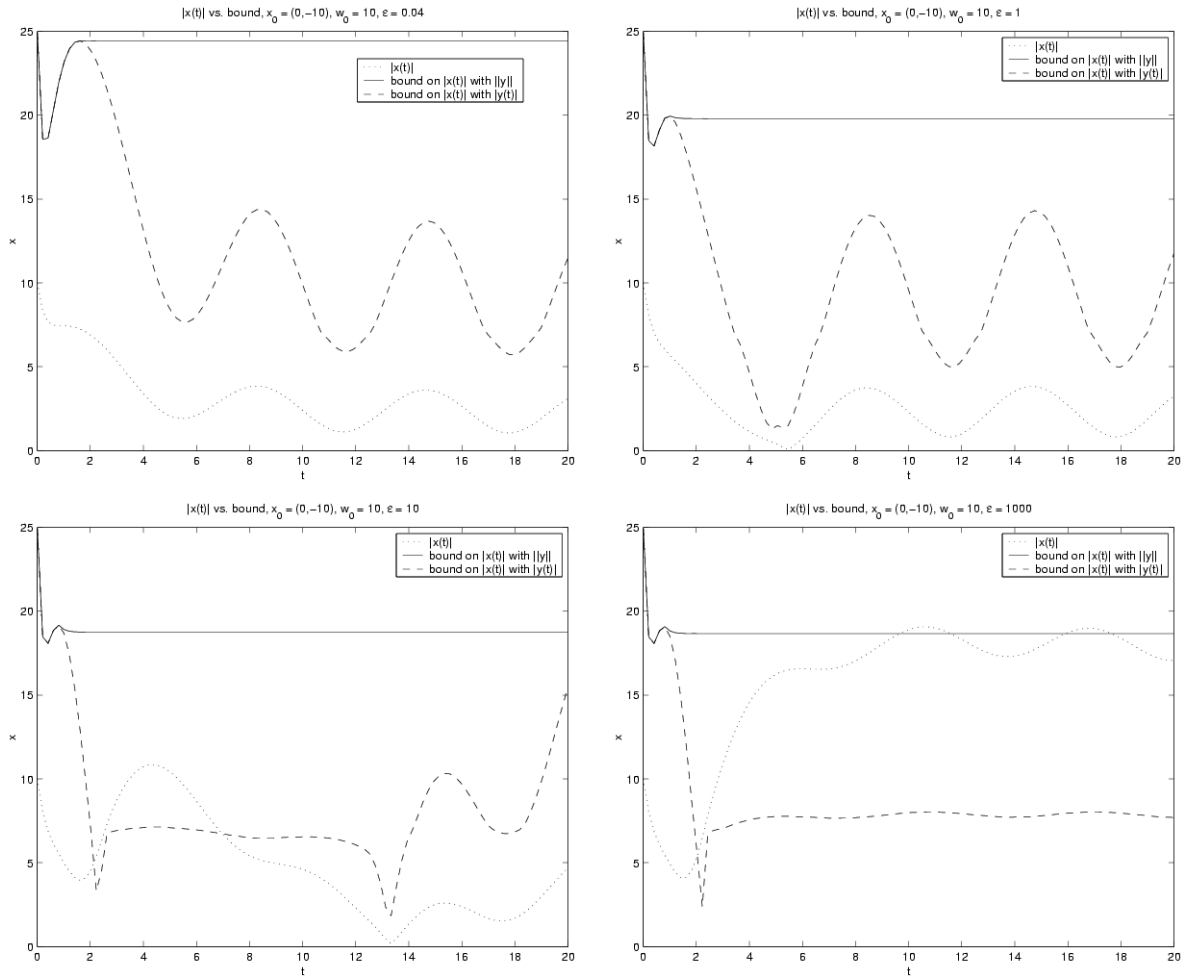 |x(t)| vs. bound, x₀ = (0,−10), w₀ = 10, ε = 0.04
25
20
15
10
5
0
x
0 2 4 6 8 10 12 14 16 18 20
t
|x(t)|
bound on |x(t)| with ||y||
bound on |x(t)| with |y(t)|
|x(t)| vs. bound, x₀ = (0,−10), w₀ = 10, ε = 1
25
20
15
10
5
0
x
0 2 4 6 8 10 12 14 16 18 20
t
|x(t)|
bound on |x(t)| with ||y||
bound on |x(t)| with |y(t)|
|x(t)| vs. bound, x₀ = (0,−10), w₀ = 10, ε = 10
25
20
15
10
5
0
x
0 2 4 6 8 10 12 14 16 18 20
t
|x(t)|
bound on |x(t)| with ||y||
bound on |x(t)| with |y(t)|
|x(t)| vs. bound, x₀ = (0,−10), w₀ = 10, ε = 1000
25
20
15
10
5
0
x
0 2 4 6 8 10 12 14 16 18 20
t
|x(t)|
bound on |x(t)| with ||y||
bound on |x(t)| with |y(t)|